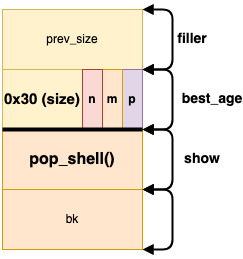 prev_size
filler
0x30 (size) n m p
best_age
pop_shell()
show
bk